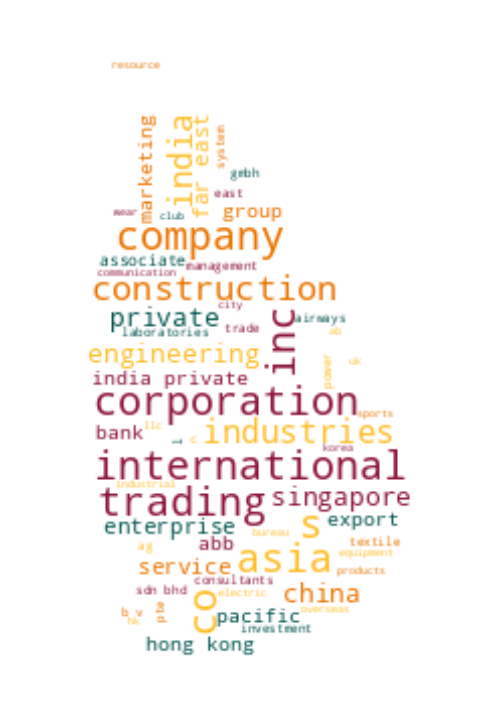 resource
marketing
india
far east
system
gmbh
east
wear
club
group
company
associate
management
communication
construction
city
private
inc
airways
laboratories
trade
ab
engineering
power
uk
india private
corporation
sports
bank
llc
c
industries
korea
international
industrial
trading
singapore
enterprise
s
export
bureau
ag
abb
asia
textile
equipment
service
products
consultants
sdn bhd
electric
co
china
b v
hk
pte
overseas
pacific
investment
hong kong